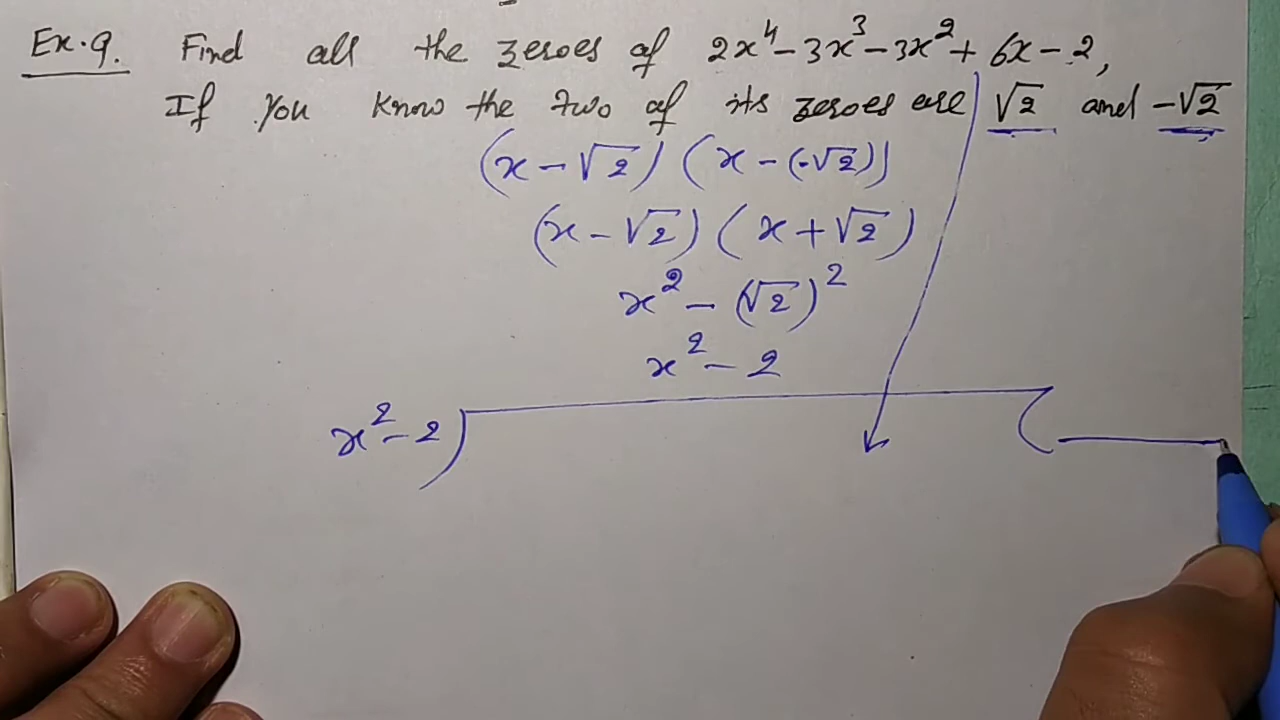 Ex.9. Find all the zeroes of 2x⁴-3x³-3x²+6x-2,
If you know the two of its zeroes are √2 and -√2
(x-√2)(x-(-√2))
(x-√2)(x+√2)
x²-(√2)²
x²-2
x²-2)